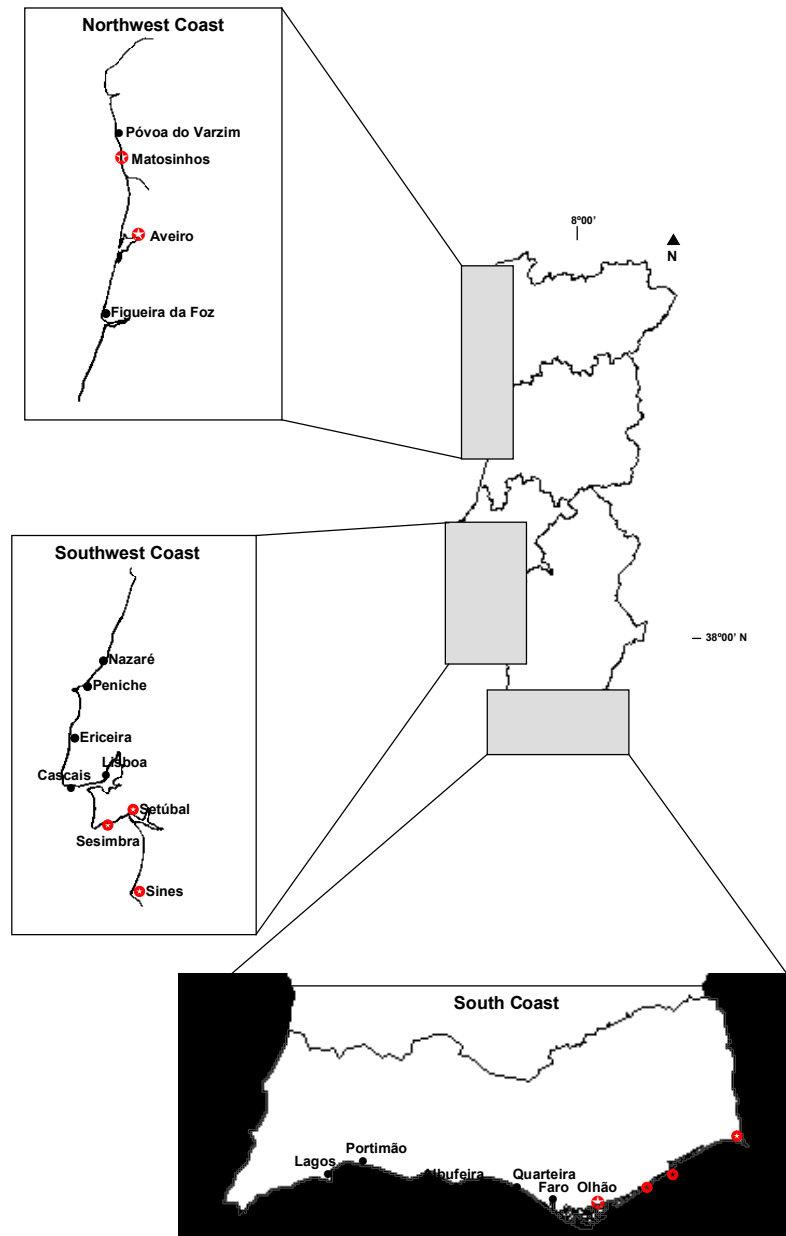 Northwest Coast
Póvoa do Varzim
Matosinhos
Aveiro
Figueira da Foz
8º00'
N
38º00' N
Southwest Coast
Nazaré
Peniche
Ericeira
Lisboa
Cascais
Setúbal
Sesimbra
Sines
South Coast
Portimão
Lagos
Albufeira
Quarteira
Faro
Olhão